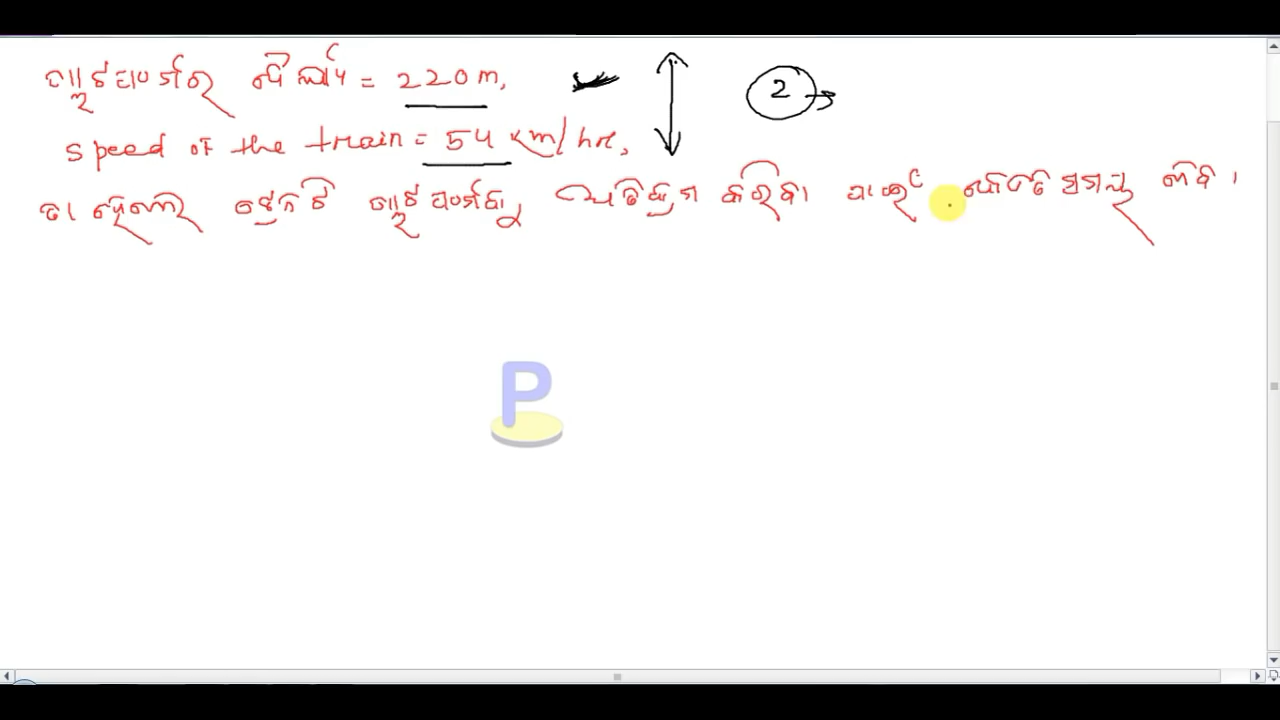 ପ୍ଲାଟଫର୍ମର ଦୈର୍ଘ୍ୟ = 220 m,
2
speed of the train = 54 km/hr,
ତା ହେଲେ ଟ୍ରେନଟି ପ୍ଲାଟଫର୍ମକୁ ଅତିକ୍ରମ କରିବା ପାଇଁ କେତେ ସମୟ ନେବ ।
P